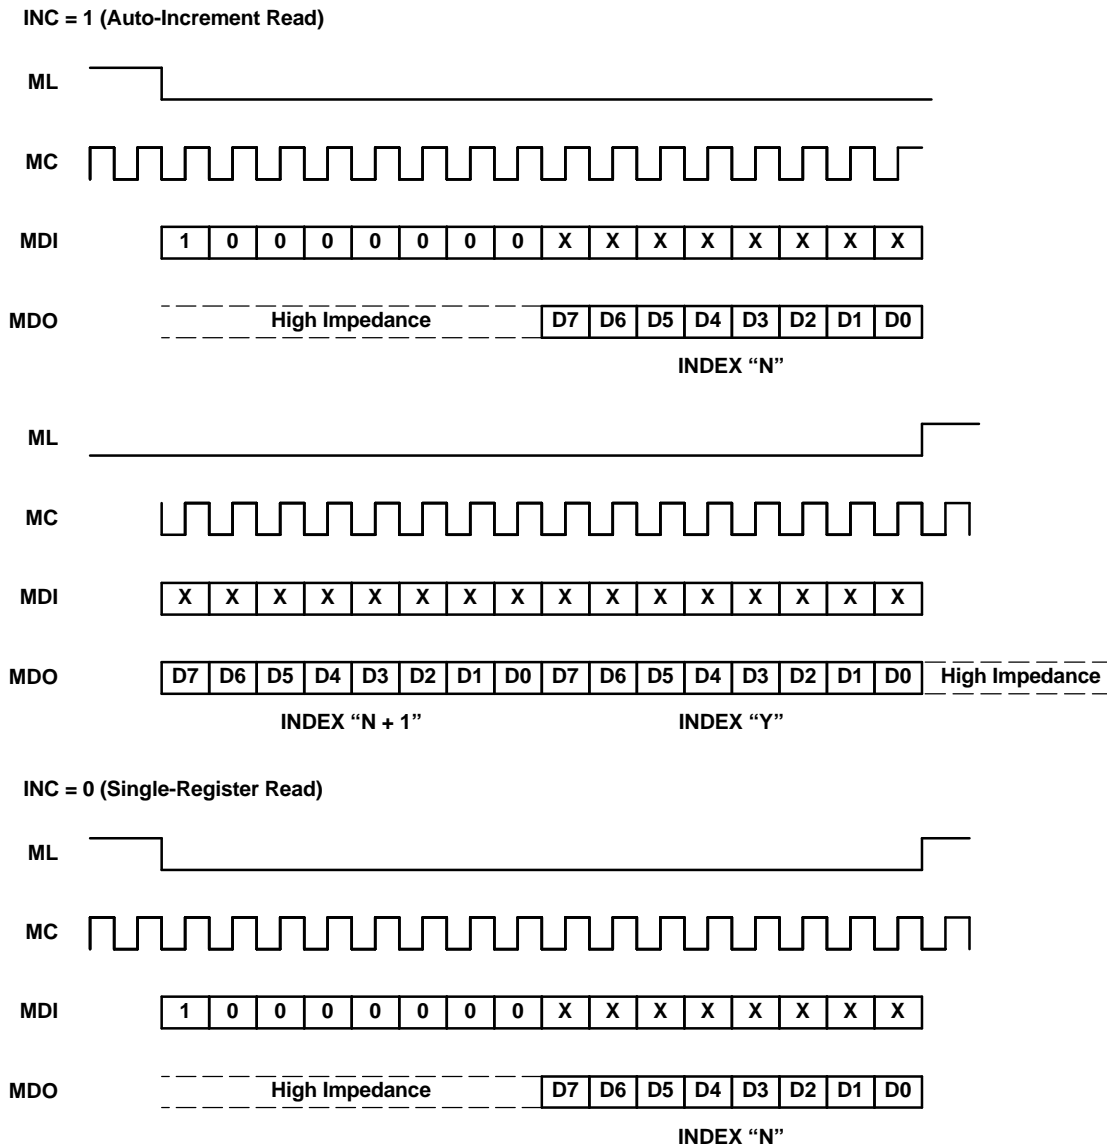 INC = 1 (Auto-Increment Read)
ML
MC
MDI 1 0 0 0 0 0 0 0 X X X X X X X X
MDO High Impedance D7 D6 D5 D4 D3 D2 D1 D0
INDEX “N”
ML
MC
MDI X X X X X X X X X X X X X X X X
MDO D7 D6 D5 D4 D3 D2 D1 D0 D7 D6 D5 D4 D3 D2 D1 D0 High Impedance
INDEX “N + 1” INDEX “Y”
INC = 0 (Single-Register Read)
ML
MC
MDI 1 0 0 0 0 0 0 0 X X X X X X X X
MDO High Impedance D7 D6 D5 D4 D3 D2 D1 D0
INDEX “N”